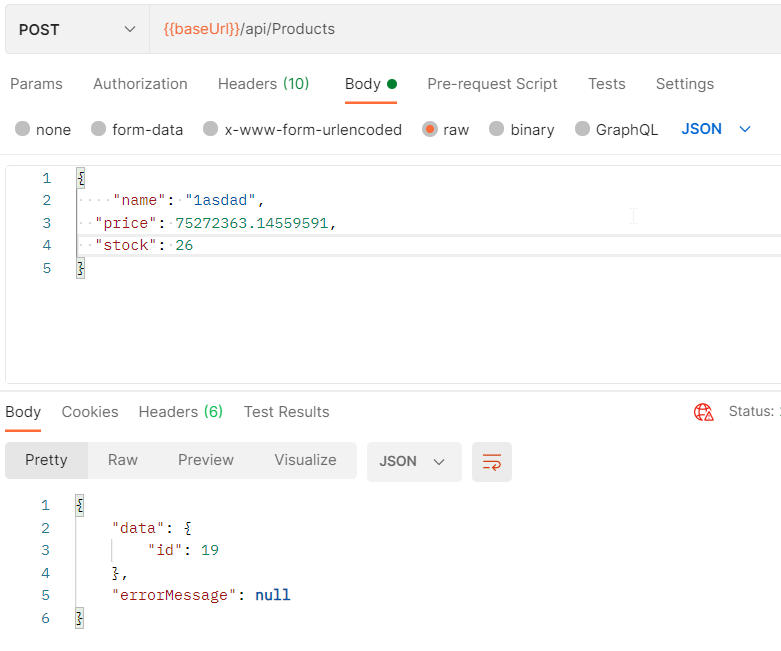 POST {{baseUrl}}/api/Products
Params Authorization Headers (10) Body Pre-request Script Tests Settings
none form-data x-www-form-urlencoded raw binary GraphQL JSON
1 {
2 "name": "1asdad",
3 "price": 75272363.14559591,
4 "stock": 26
5 }
Body Cookies Headers (6) Test Results Status:
Pretty Raw Preview Visualize JSON
1 {
2 "data": {
3 "id": 19
4 },
5 "errorMessage": null
6 }